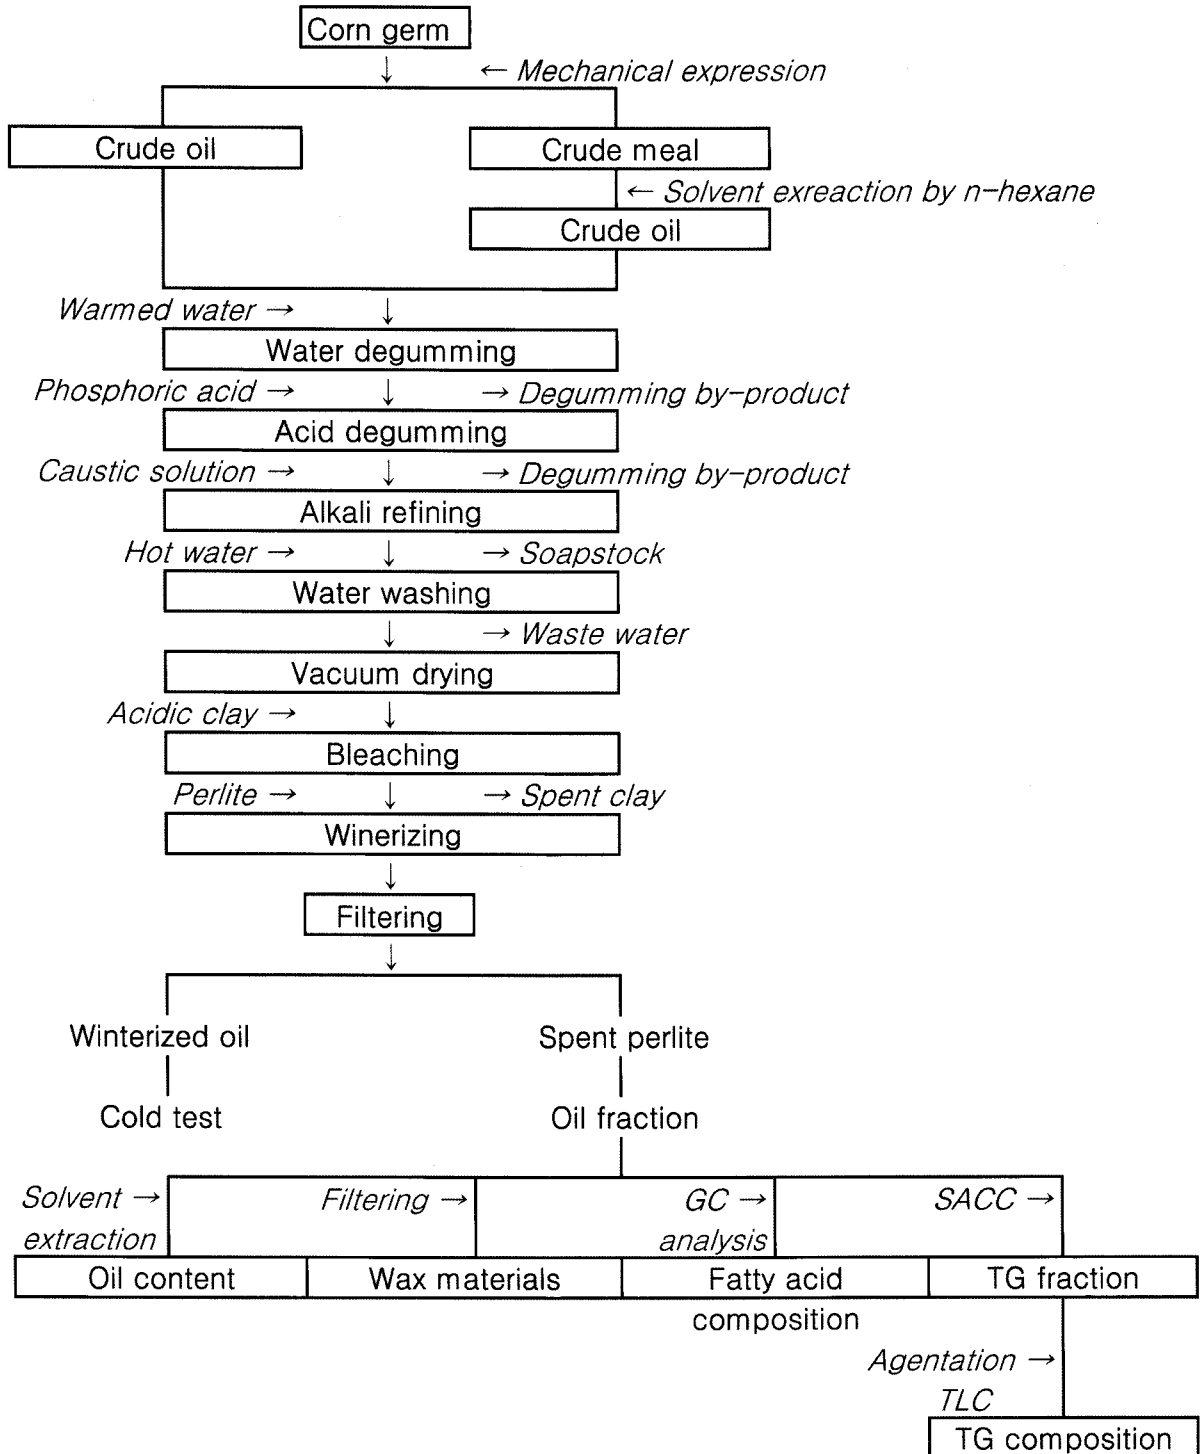 Corn germ
↓ ← Mechanical expression
Crude oil Crude meal
← Solvent exreaction by n-hexane
Crude oil
Warmed water → ↓
Water degumming
Phosphoric acid → ↓ → Degumming by-product
Acid degumming
Caustic solution → ↓ → Degumming by-product
Alkali refining
Hot water → ↓ → Soapstock
Water washing
↓ → Waste water
Vacuum drying
Acidic clay → ↓
Bleaching
Perlite → ↓ → Spent clay
Winerizing
↓
Filtering
↓
Winterized oil Spent perlite
Cold test Oil fraction
Solvent → Filtering → GC → SACC →
extraction analysis
Oil content Wax materials Fatty acid TG fraction
composition
Agentation →
TLC
TG composition